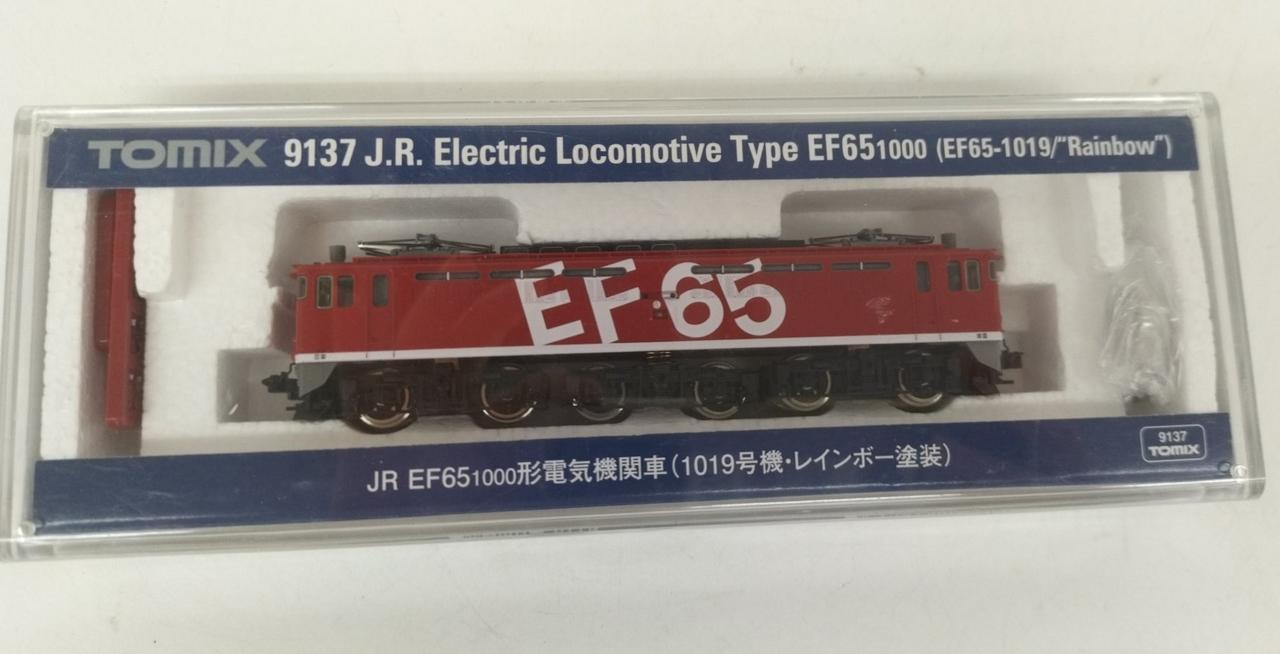 TOMIX 9137 J.R. Electric Locomotive Type EF651000 (EF65-1019/"Rainbow")
EF65
JR EF651000形電気機関車(1019号機・レインボー塗装)
9137
TOMIX